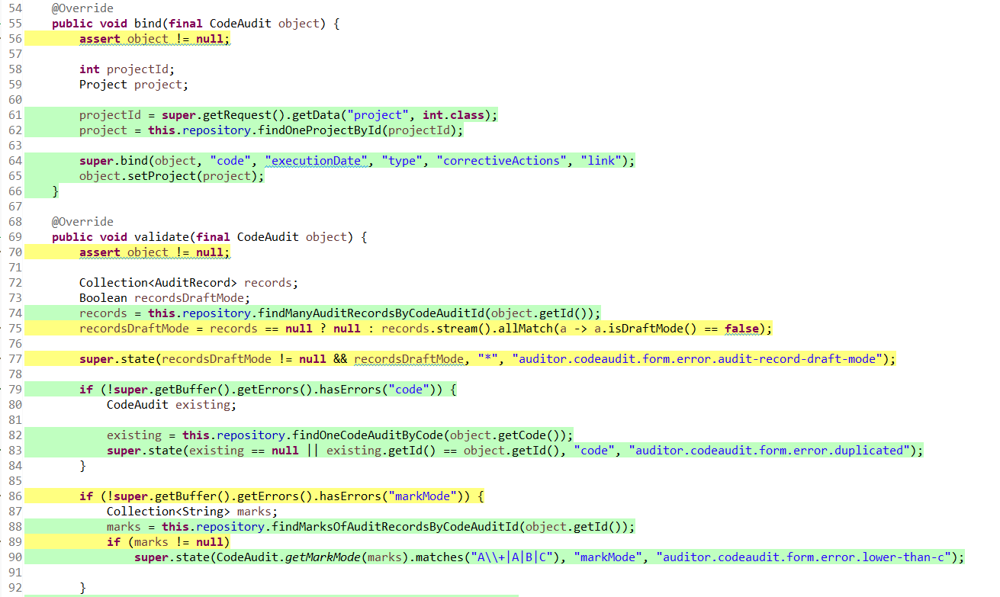 54 @Override
55 public void bind(final CodeAudit object) {
56 assert object != null;
57
58 int projectId;
59 Project project;
60
61 projectId = super.getRequest().getData("project", int.class);
62 project = this.repository.findOneProjectById(projectId);
63
64 super.bind(object, "code", "executionDate", "type", "correctiveActions", "link");
65 object.setProject(project);
66 }
67
68 @Override
69 public void validate(final CodeAudit object) {
70 assert object != null;
71
72 Collection<AuditRecord> records;
73 Boolean recordsDraftMode;
74 records = this.repository.findManyAuditRecordsByCodeAuditId(object.getId());
75 recordsDraftMode = records == null ? null : records.stream().allMatch(a -> a.isDraftMode() == false);
76
77 super.state(recordsDraftMode != null && recordsDraftMode, "*", "auditor.codeaudit.form.error.audit-record-draft-mode");
78
79 if (!super.getBuffer().getErrors().hasErrors("code")) {
80 CodeAudit existing;
81
82 existing = this.repository.findOneCodeAuditByCode(object.getCode());
83 super.state(existing == null || existing.getId() == object.getId(), "code", "auditor.codeaudit.form.error.duplicated");
84 }
85
86 if (!super.getBuffer().getErrors().hasErrors("markMode")) {
87 Collection<String> marks;
88 marks = this.repository.findMarksOfAuditRecordsByCodeAuditId(object.getId());
89 if (marks != null)
90 super.state(CodeAudit.getMarkMode(marks).matches("A\\+|A|B|C"), "markMode", "auditor.codeaudit.form.error.lower-than-c");
91
92 }